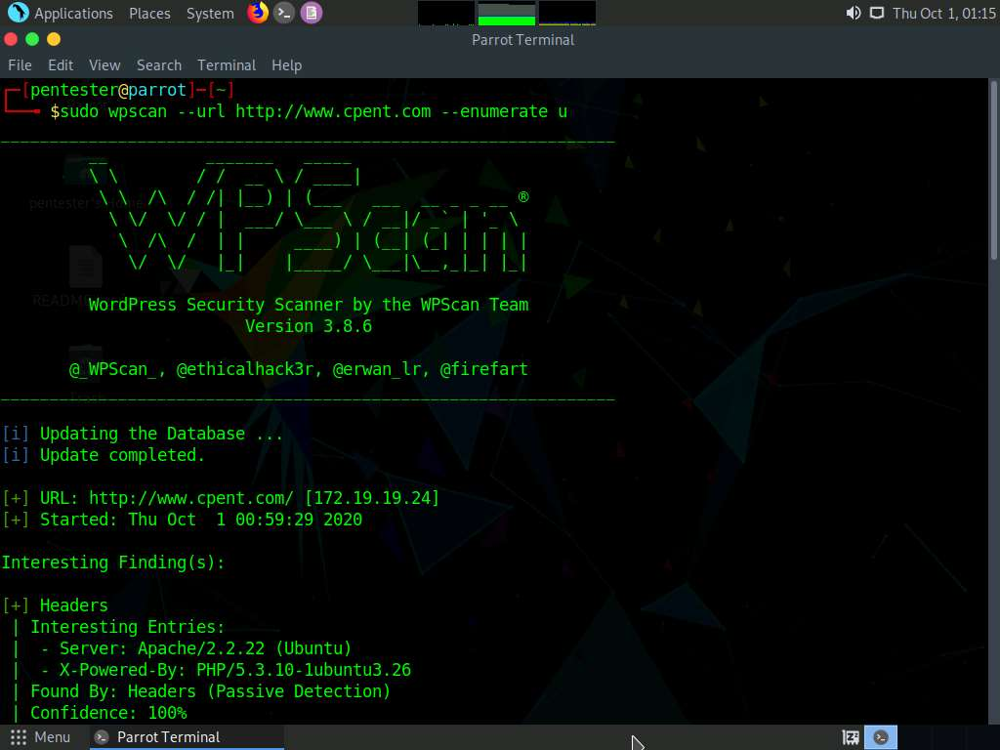 Applications Places System Thu Oct 1, 01:15
Parrot Terminal
File Edit View Search Terminal Help
┌─[pentester@parrot]─[~]
└──╼ $sudo wpscan --url http://www.cpent.com --enumerate u
_______________________________________________________________
         __          _______   _____
         \ \        / /  __ \ / ____|
          \ \  /\  / /| |__) | (___   ___  __ _ _ __ ®
           \ \/  \/ / |  ___/ \___ \ / __|/ _` | '_ \
            \  /\  /  | |     ____) | (__| (_| | | | |
             \/  \/   |_|    |_____/ \___|\__,_|_| |_|
WordPress Security Scanner by the WPScan Team
Version 3.8.6
@_WPScan_, @ethicalhack3r, @erwan_lr, @firefart
_______________________________________________________________
[i] Updating the Database ...
[i] Update completed.
[+] URL: http://www.cpent.com/ [172.19.19.24]
[+] Started: Thu Oct  1 00:59:29 2020
Interesting Finding(s):
[+] Headers
 | Interesting Entries:
 |  - Server: Apache/2.2.22 (Ubuntu)
 |  - X-Powered-By: PHP/5.3.10-1ubuntu3.26
 | Found By: Headers (Passive Detection)
 | Confidence: 100%
Menu Parrot Terminal